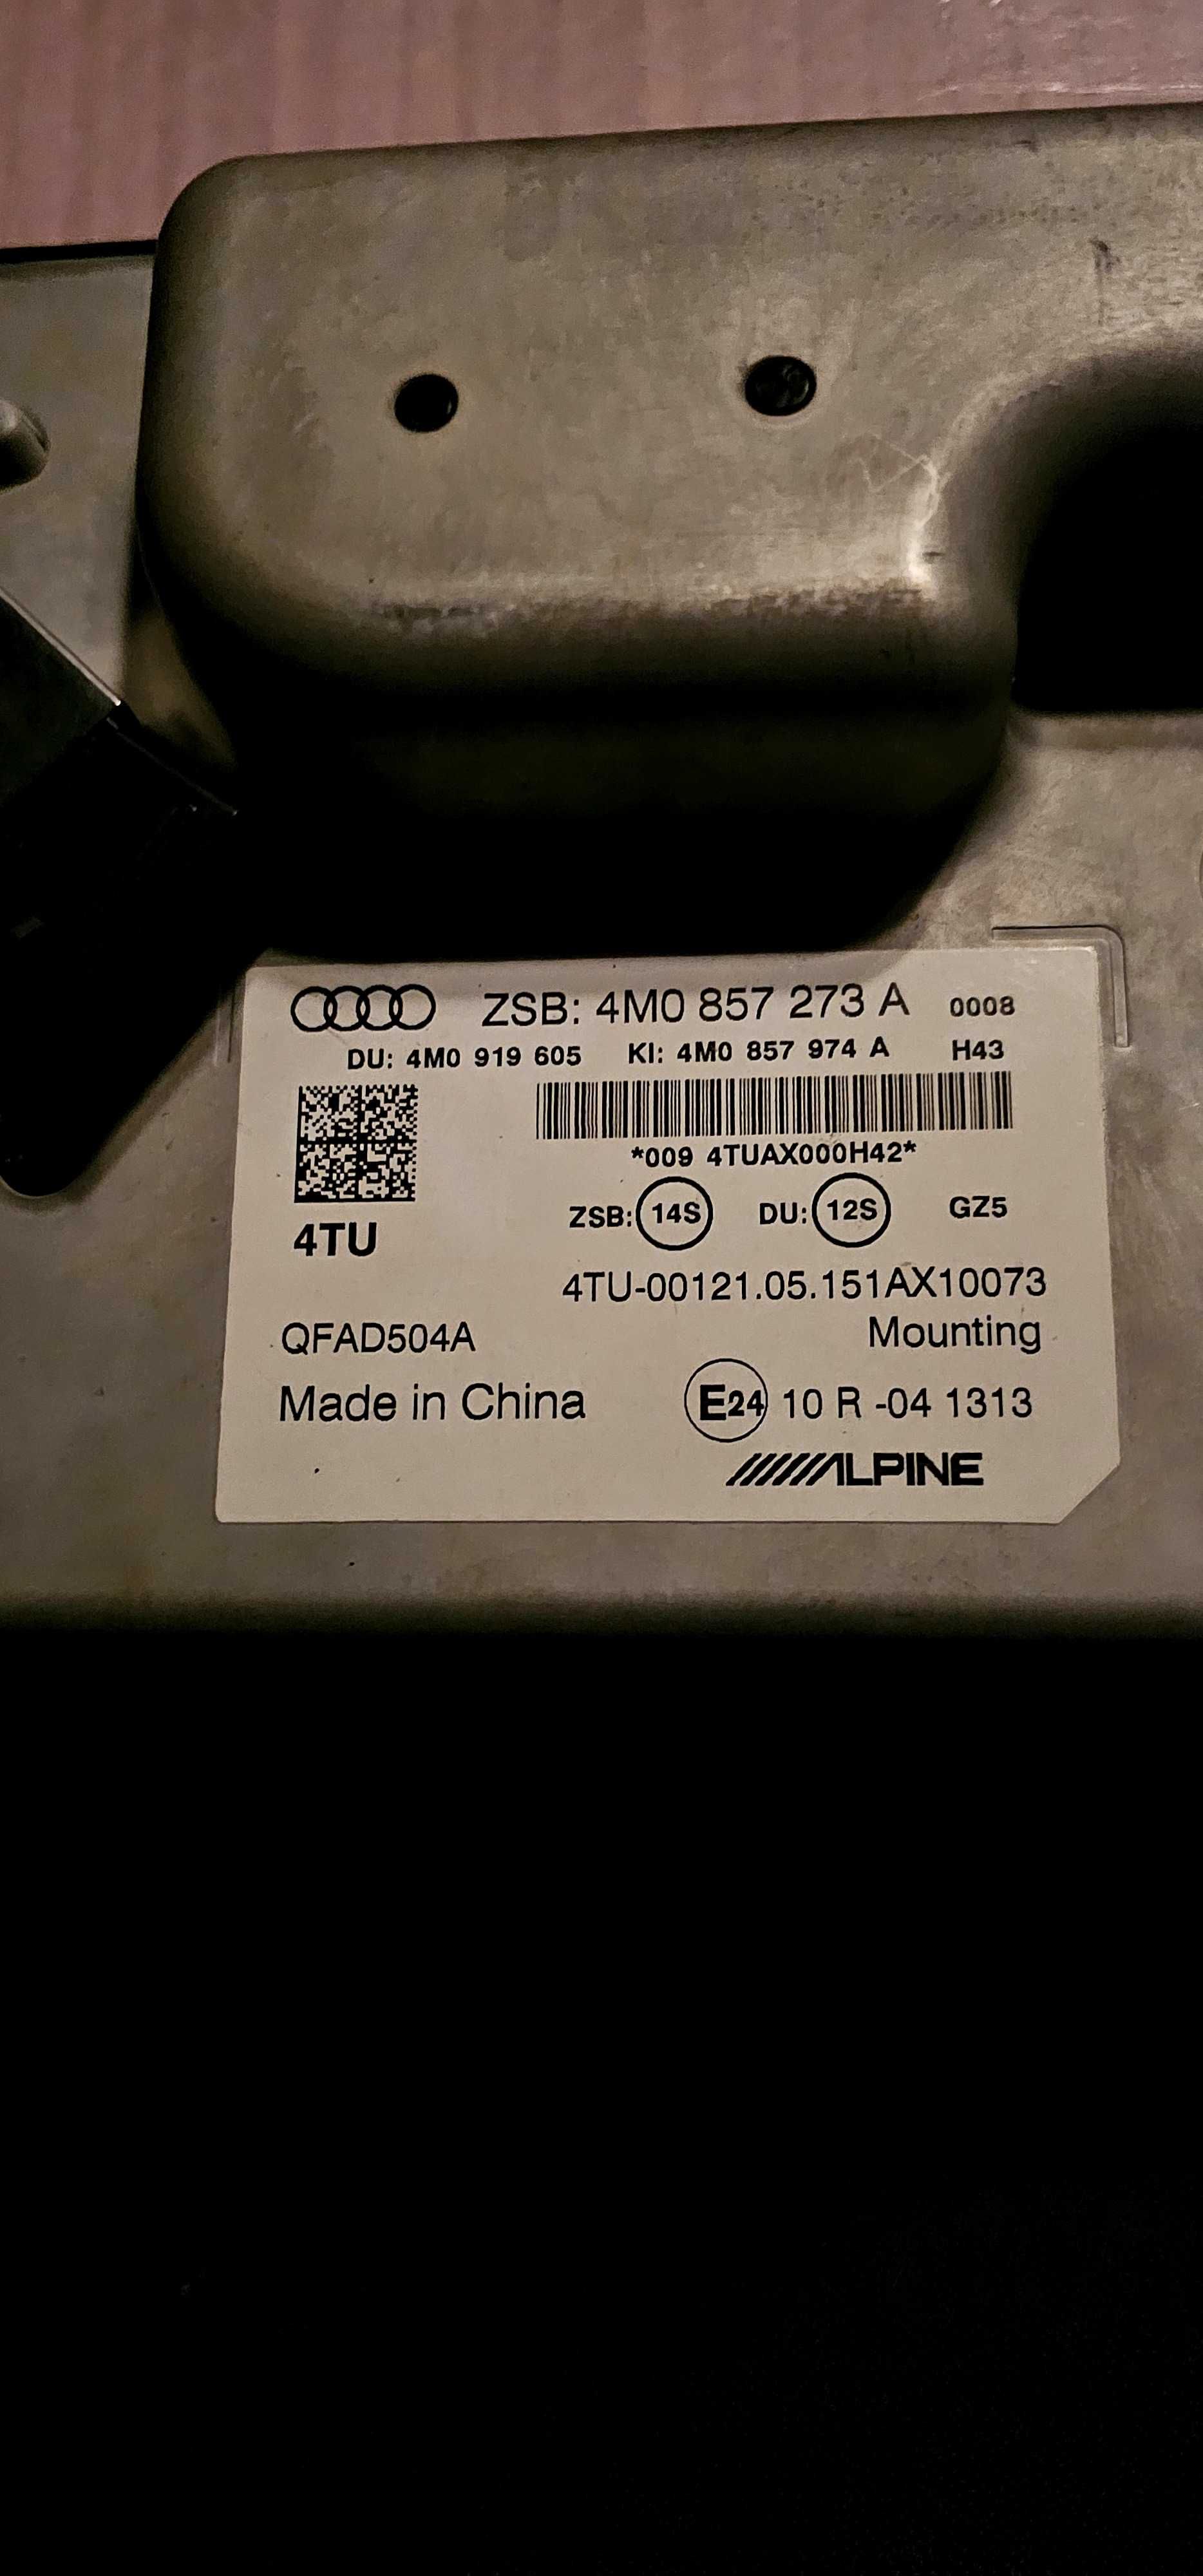 ZSB: 4M0 857 273 A 0008
DU: 4M0 919 605 KI: 4M0 857 974 A H43
*009 4TUAX000H42*
ZSB: 14S DU: 12S GZ5
4TU
4TU-00121.05.151AX10073
QFAD504A Mounting
Made in China E24 10 R -04 1313
ALPINE